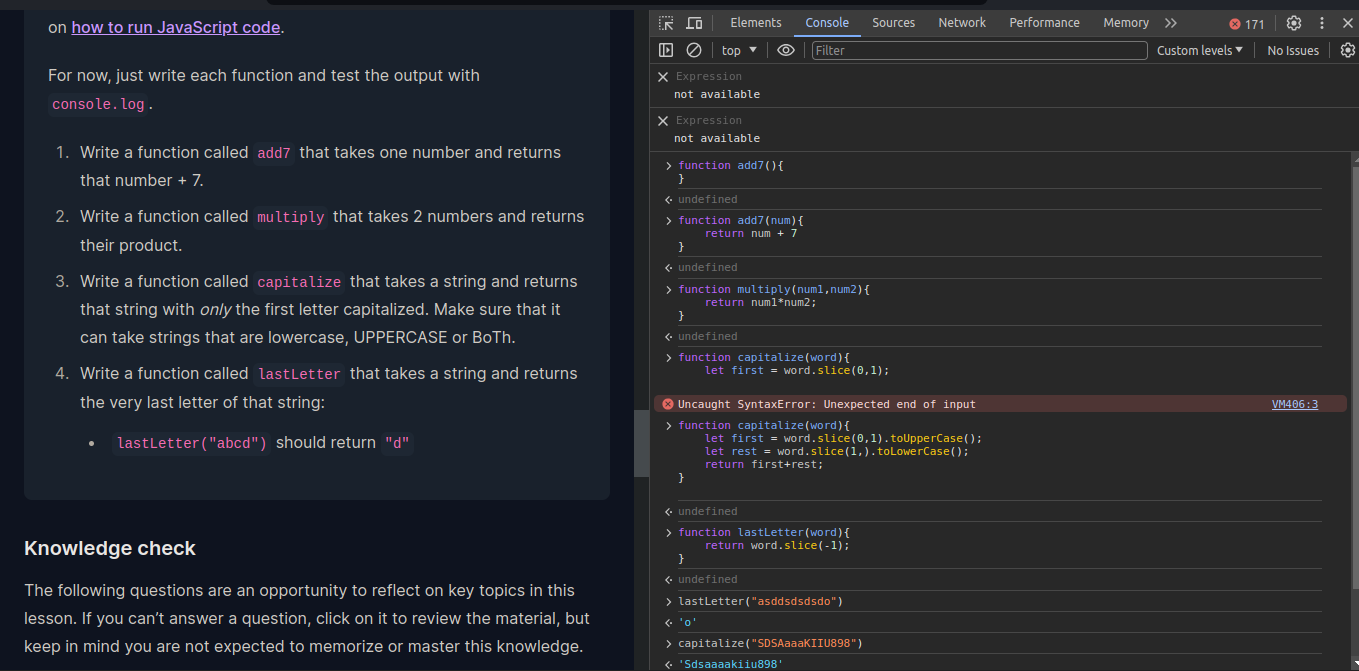 on how to run JavaScript code.
For now, just write each function and test the output with
console.log.
1. Write a function called add7 that takes one number and returns
that number + 7.
2. Write a function called multiply that takes 2 numbers and returns
their product.
3. Write a function called capitalize that takes a string and returns
that string with only the first letter capitalized. Make sure that it
can take strings that are lowercase, UPPERCASE or BoTh.
4. Write a function called lastLetter that takes a string and returns
the very last letter of that string:
• lastLetter("abcd") should return "d"
Knowledge check
The following questions are an opportunity to reflect on key topics in this
lesson. If you can’t answer a question, click on it to review the material, but
keep in mind you are not expected to memorize or master this knowledge.
Elements Console Sources Network Performance Memory 171
top Filter Custom levels No Issues
Expression
not available
Expression
not available
function add7(){
}
undefined
function add7(num){
return num + 7
}
undefined
function multiply(num1,num2){
return num1*num2;
}
undefined
function capitalize(word){
let first = word.slice(0,1);
Uncaught SyntaxError: Unexpected end of input VM406:3
function capitalize(word){
let first = word.slice(0,1).toUpperCase();
let rest = word.slice(1,).toLowerCase();
return first+rest;
}
undefined
function lastLetter(word){
return word.slice(-1);
}
undefined
lastLetter("asddsdsdsdo")
'o'
capitalize("SDSAaaaKIIU898")
'Sdsaaaakiiu898'